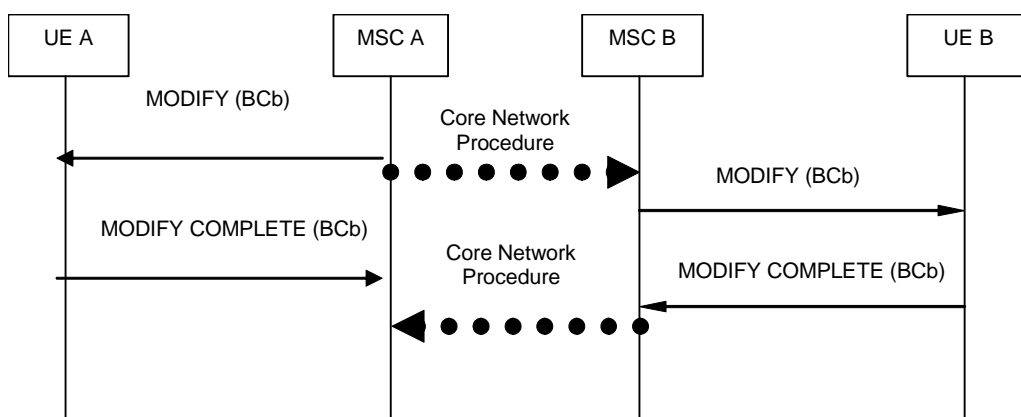 UE A
MSC A
MSC B
UE B
MODIFY (BCb)
Core Network
Procedure
MODIFY (BCb)
MODIFY COMPLETE (BCb)
Core Network
Procedure
MODIFY COMPLETE (BCb)